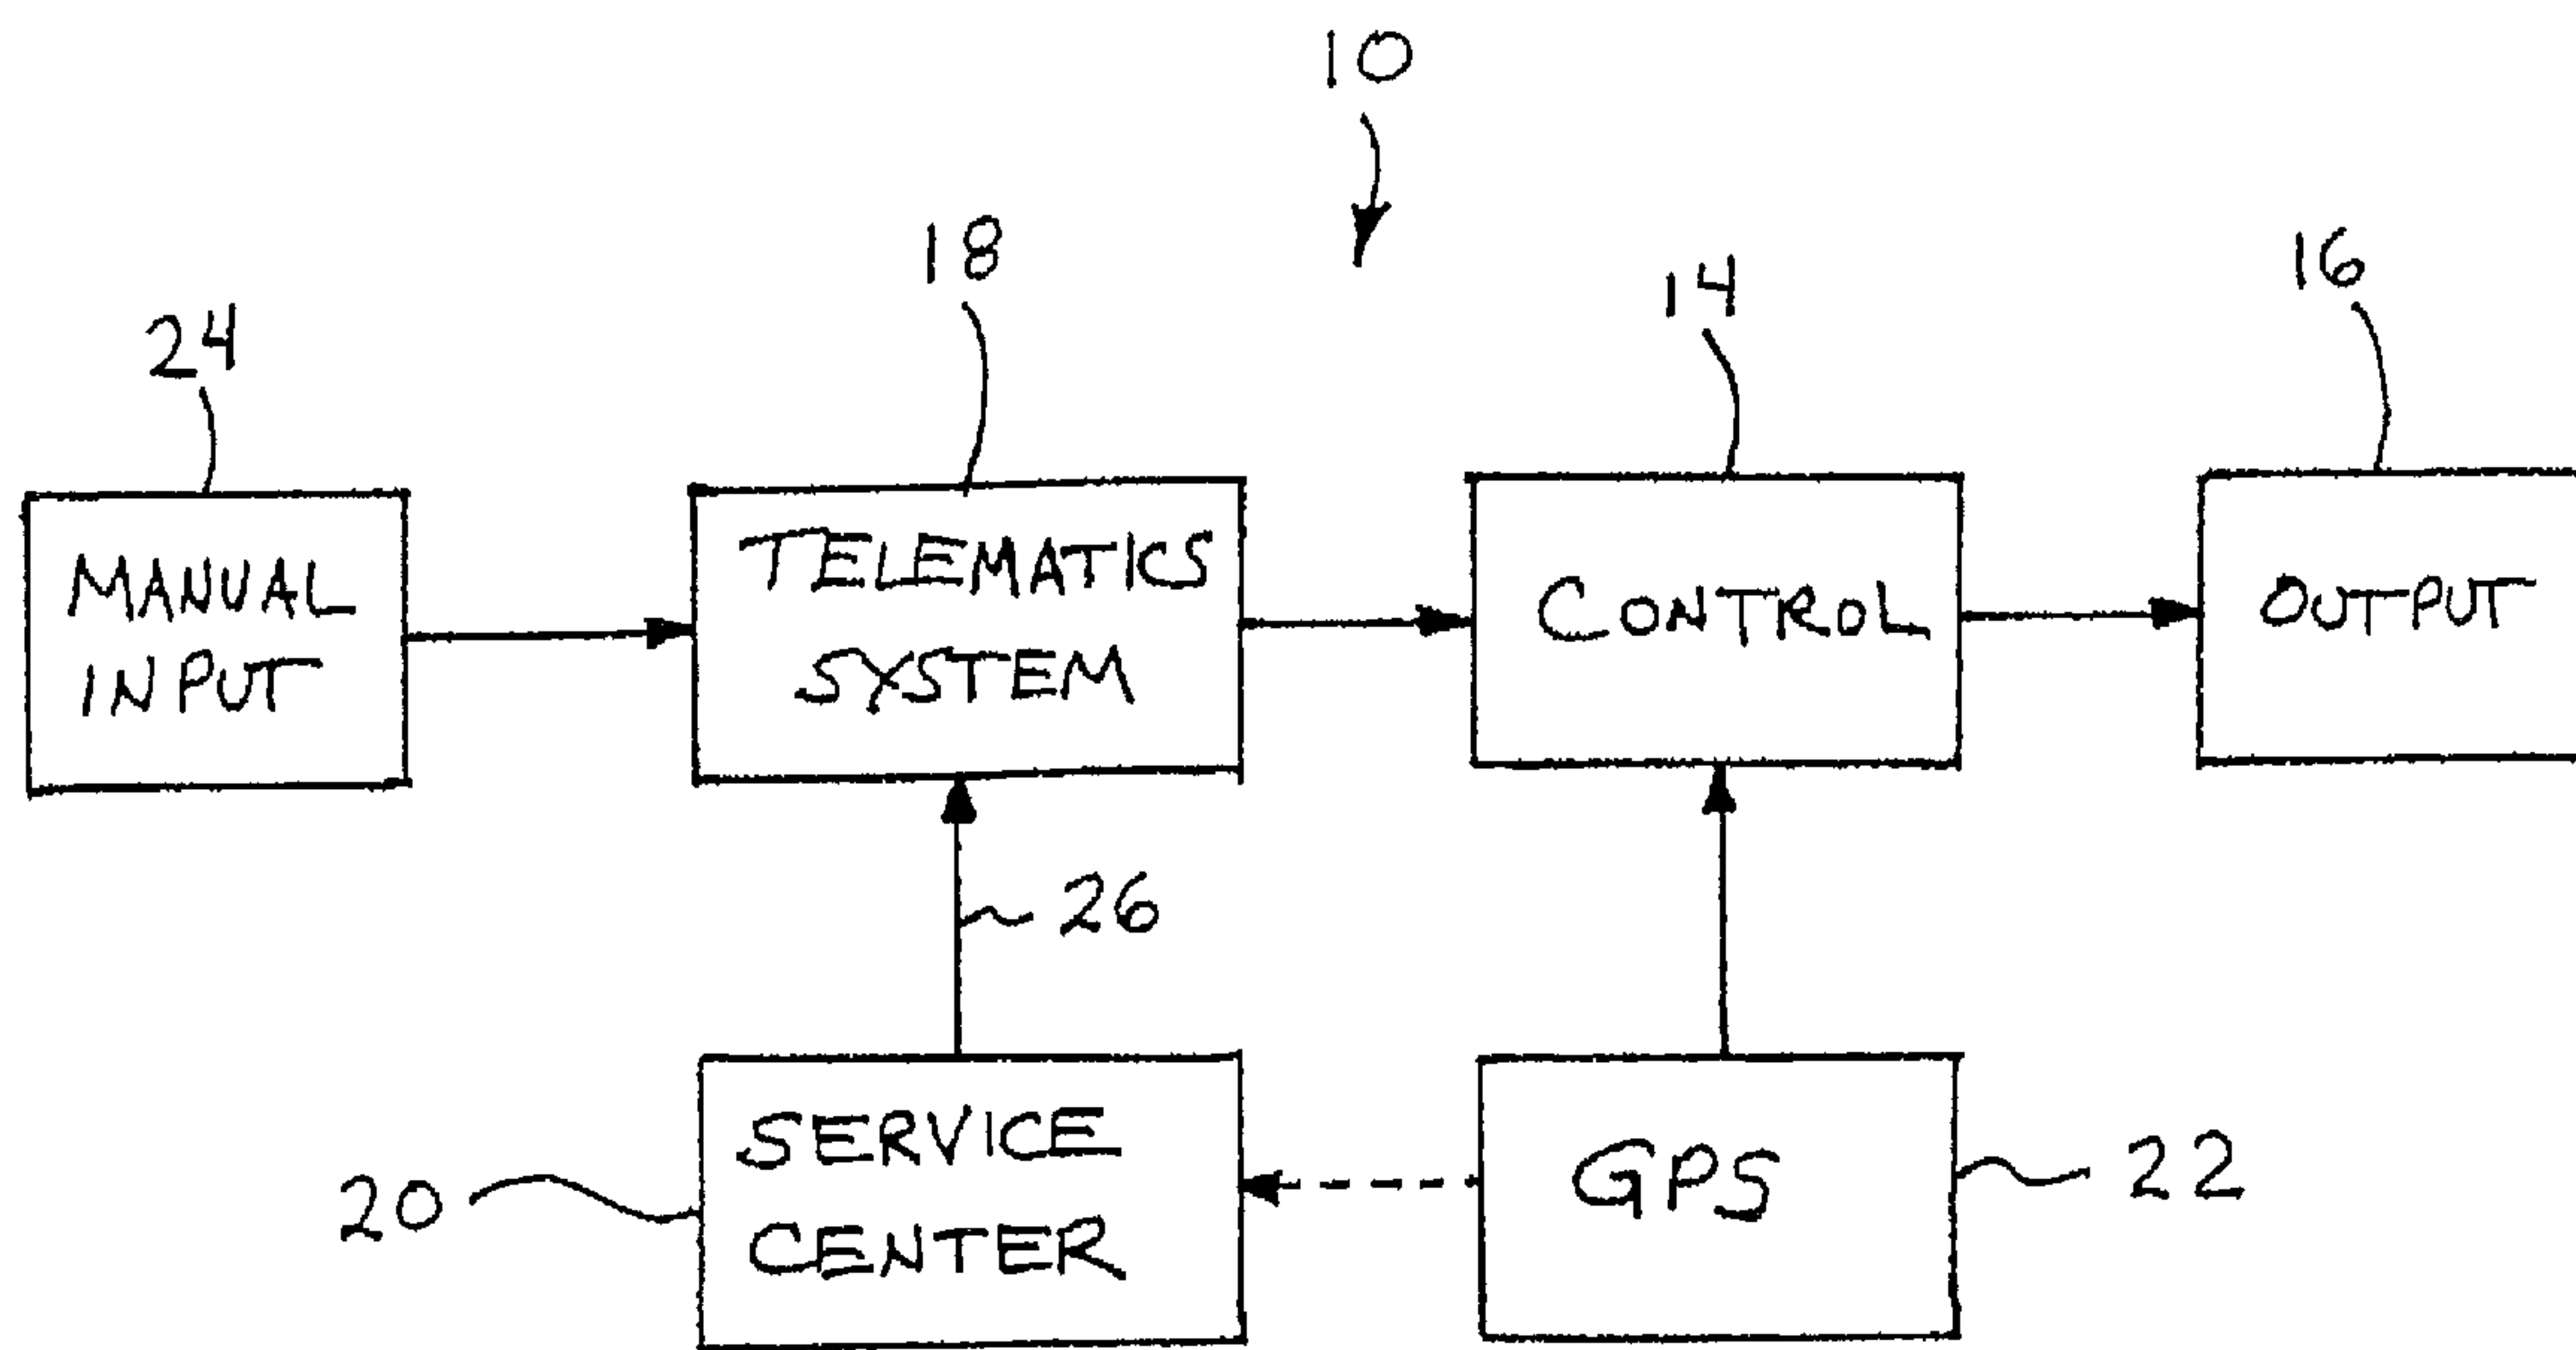 10
18
14
16
24
MANUAL
INPUT
TELEMATICS
SYSTEM
CONTROL
OUTPUT
26
SERVICE
CENTER
20
GPS
22